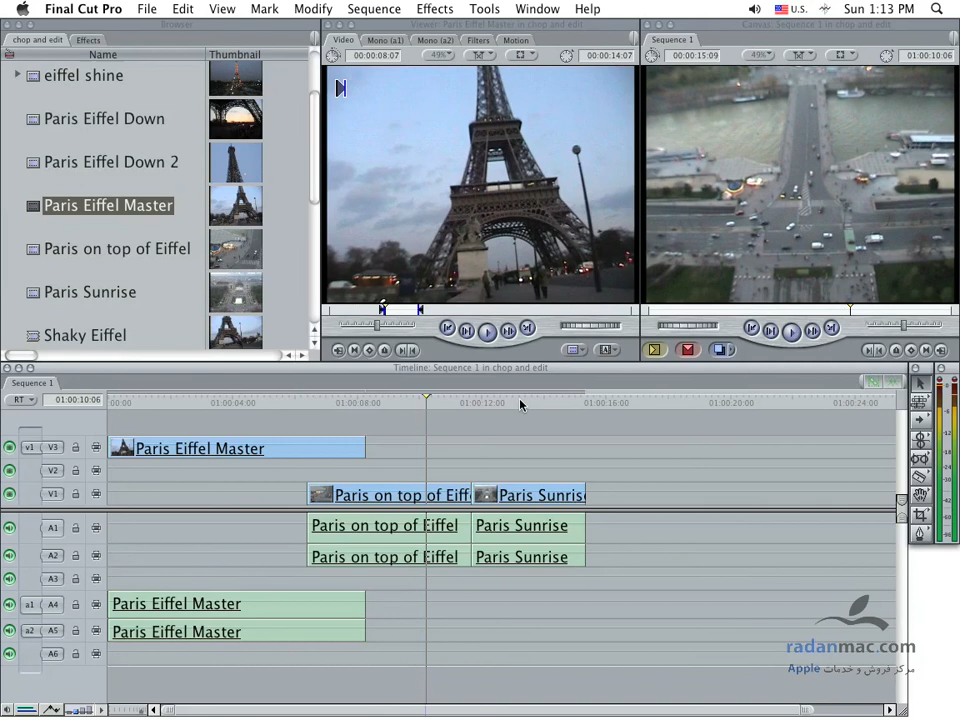 Final Cut Pro File Edit View Mark Modify Sequence Effects Tools Window Help U.S. Sun 1:13 PM
Browser
Viewer: Paris Eiffel Master in chop and edit
Canvas: Sequence 1 in chop and edit
chop and edit Effects
Video Mono (a1) Mono (a2) Filters Motion
Sequence 1
Name Thumbnail
00:00:08:07 49% 00:00:14:07
00:00:15:09 49% 01:00:10:06
eiffel shine
Paris Eiffel Down
Paris Eiffel Down 2
Paris Eiffel Master
Paris on top of Eiffel
Paris Sunrise
Shaky Eiffel
Timeline: Sequence 1 in chop and edit
Sequence 1
RT 01:00:10:06 00:00 01:00:04:00 01:00:08:00 01:00:12:00 01:00:16:00 01:00:20:00 01:00:24:00
v1 V3 Paris Eiffel Master
V2
V1 Paris on top of Eiff Paris Sunris
A1 Paris on top of Eiffel Paris Sunrise
A2 Paris on top of Eiffel Paris Sunrise
A3
a1 A4 Paris Eiffel Master
a2 A5 Paris Eiffel Master
A6
radanmac.com
مرکز فروش و خدمات Apple